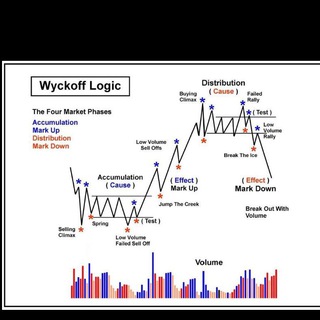 Wyckoff Logic
The Four Market Phases
Accumulation
Mark Up
Distribution
Mark Down
Distribution
( Cause )
Buying
Climax
Failed
Rally
( Test )
Low
Volume
Rally
Low Volume
Sell Offs
Break The Ice
Accumulation
( Cause )
( Effect )
Mark Up
( Effect )
Mark Down
Jump The Creek
Break Out With
Volume
Spring
( Test )
Selling
Climax
Low Volume
Failed Sell Off
Volume